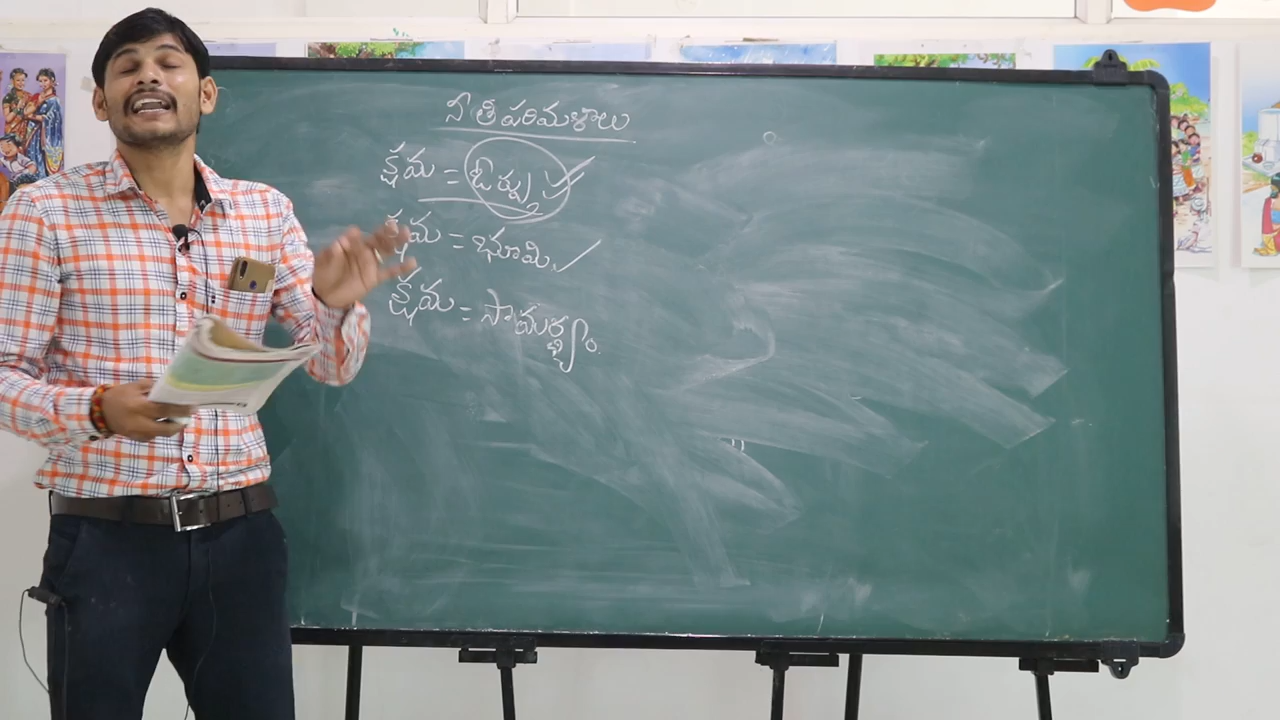 నీతి పరిమళాలు
క్షమ = ఓర్పు
క్షమ = భూమి
క్షమ = సామర్థ్యం.